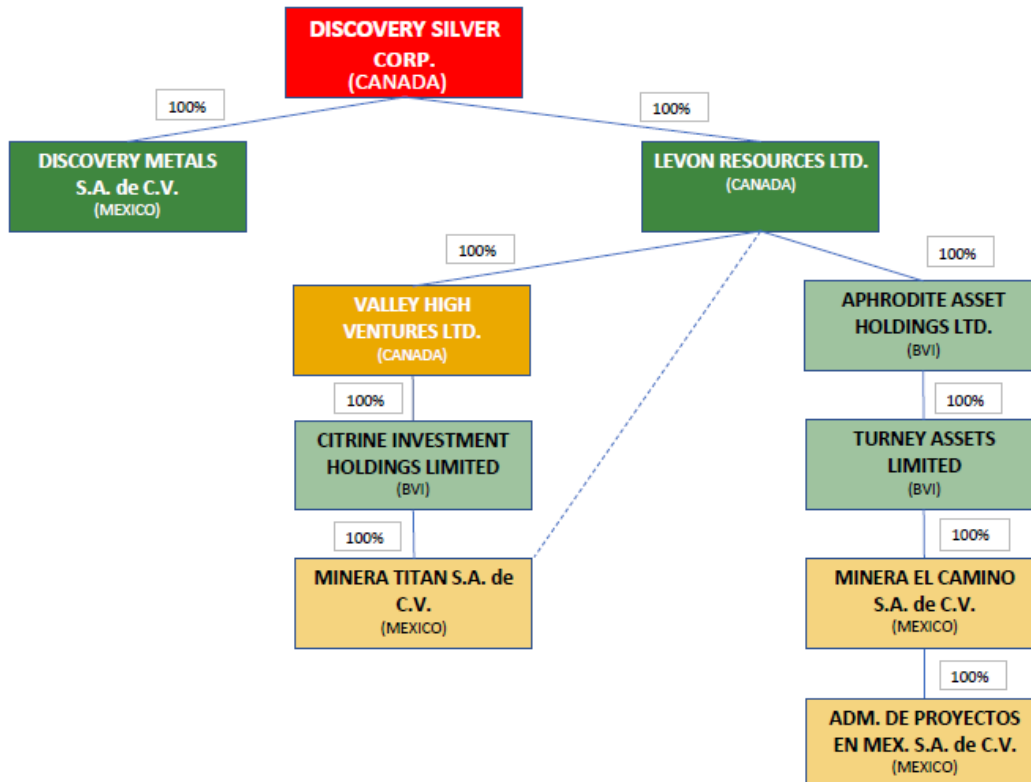 DISCOVERY SILVER
CORP.
(CANADA)
100%
100%
DISCOVERY METALS
S.A. de C.V.
(MEXICO)
LEVON RESOURCES LTD.
(CANADA)
100%
100%
VALLEY HIGH
VENTURES LTD.
(CANADA)
APHRODITE ASSET
HOLDINGS LTD.
(BVI)
100%
100%
CITRINE INVESTMENT
HOLDINGS LIMITED
(BVI)
TURNEY ASSETS
LIMITED
(BVI)
100%
100%
MINERA TITAN S.A. de
C.V.
(MEXICO)
MINERA EL CAMINO
S.A. de C.V.
(MEXICO)
100%
ADM. DE PROYECTOS
EN MEX. S.A. de C.V.
(MEXICO)